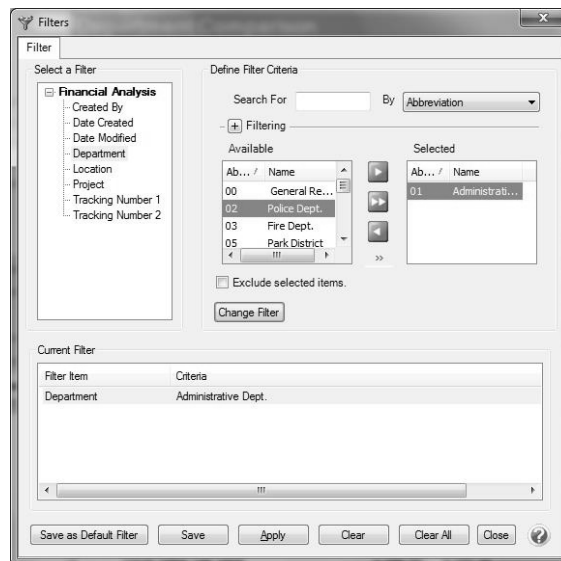 Filters
Filter
Select a Filter
Financial Analysis
Created By
Date Created
Date Modified
Department
Location
Project
Tracking Number 1
Tracking Number 2
Define Filter Criteria
Search For By Abbreviation
Filtering
Available
Ab... / Name
00 General Re...
02 Police Dept.
03 Fire Dept.
05 Park District
Selected
Ab... / Name
01 Administrati...
Exclude selected items.
Change Filter
Current Filter
Filter Item Criteria
Department Administrative Dept.
Save as Default Filter Save Apply Clear Clear All Close